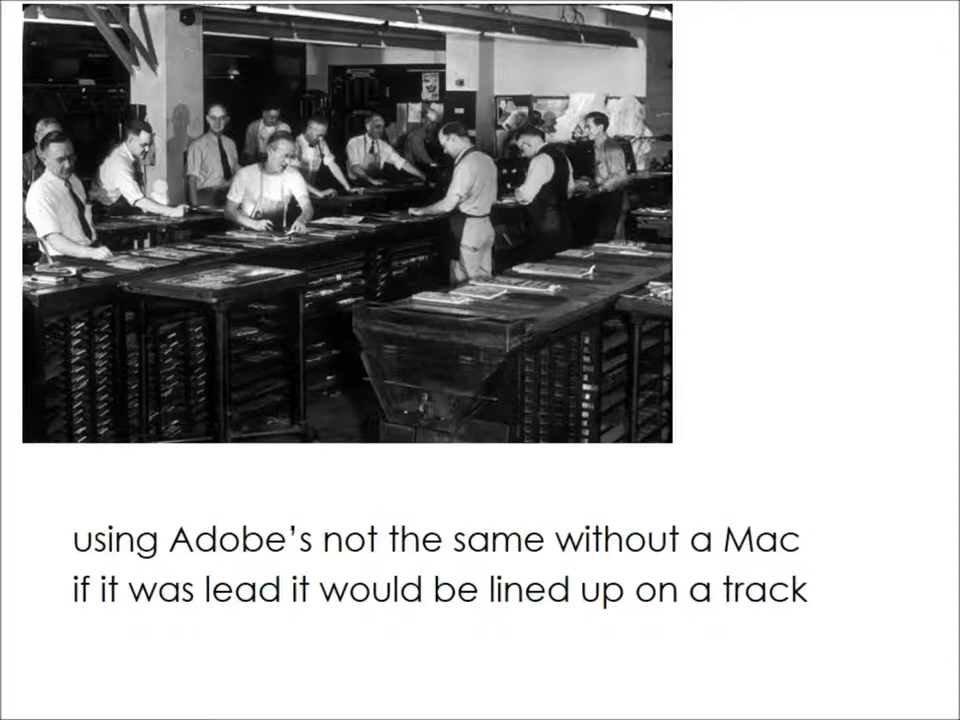 using Adobe’s not the same without a Mac
if it was lead it would be lined up on a track